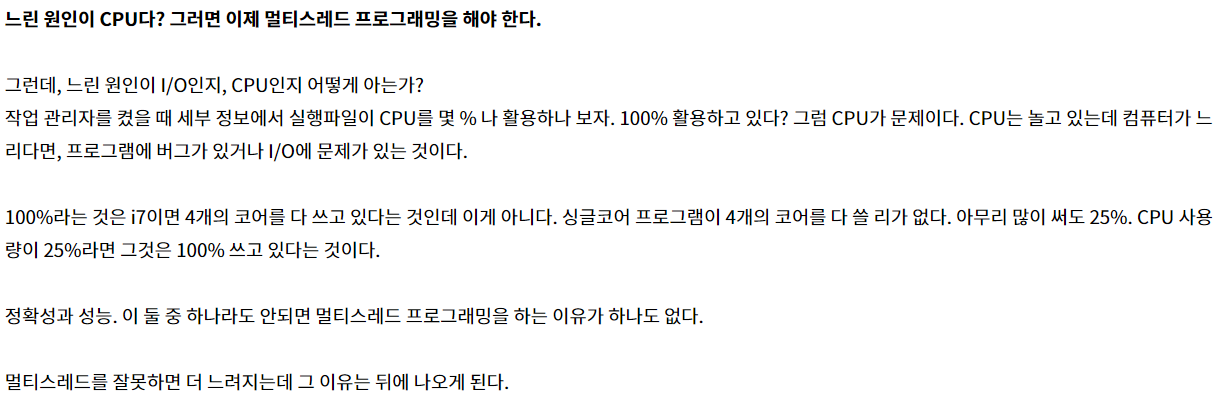 느린 원인이 CPU다? 그러면 이제 멀티스레드 프로그래밍을 해야 한다.
그런데, 느린 원인이 I/O인지, CPU인지 어떻게 아는가?
작업 관리자를 켰을 때 세부 정보에서 실행파일이 CPU를 몇 % 나 활용하나 보자. 100% 활용하고 있다? 그럼 CPU가 문제이다. CPU는 놀고 있는데 컴퓨터가 느
리다면, 프로그램에 버그가 있거나 I/O에 문제가 있는 것이다.
100%라는 것은 i7이면 4개의 코어를 다 쓰고 있다는 것인데 이게 아니다. 싱글코어 프로그램이 4개의 코어를 다 쓸 리가 없다. 아무리 많이 써도 25%. CPU 사용
량이 25%라면 그것은 100% 쓰고 있다는 것이다.
정확성과 성능. 이 둘 중 하나라도 안되면 멀티스레드 프로그래밍을 하는 이유가 하나도 없다.
멀티스레드를 잘못하면 더 느려지는데 그 이유는 뒤에 나오게 된다.